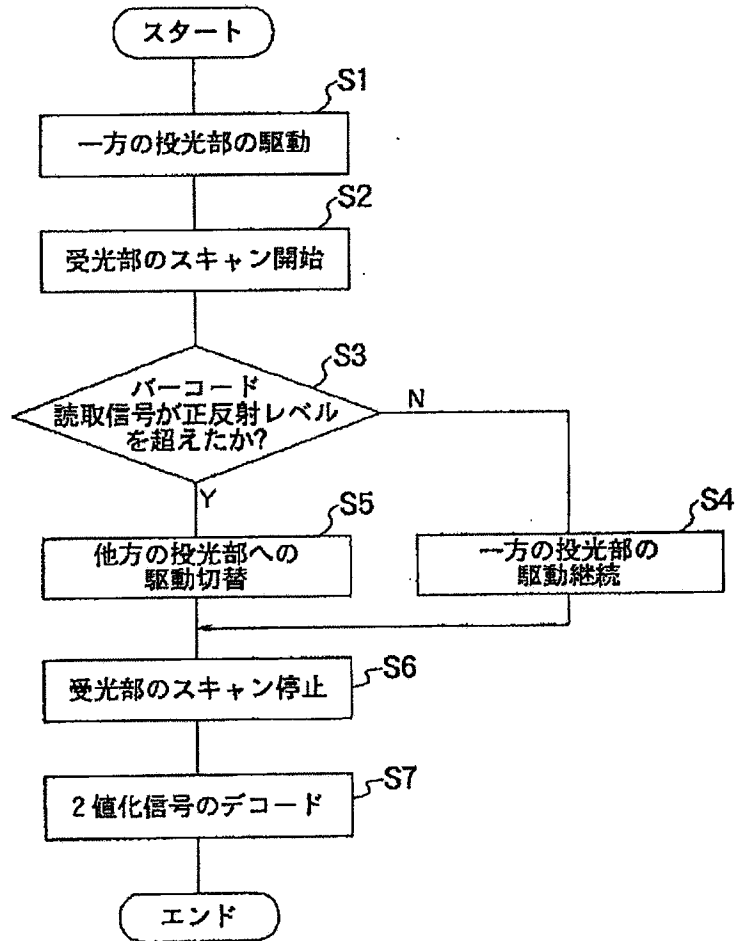 スタート
S1
一方の投光部の駆動
S2
受光部のスキャン開始
S3
バーコード
読取信号が正反射レベル
を超えたか?
N
Y
S5
他方の投光部への
駆動切替
S4
一方の投光部の
駆動継続
受光部のスキャン停止
S6
2値化信号のデコード
S7
エンド